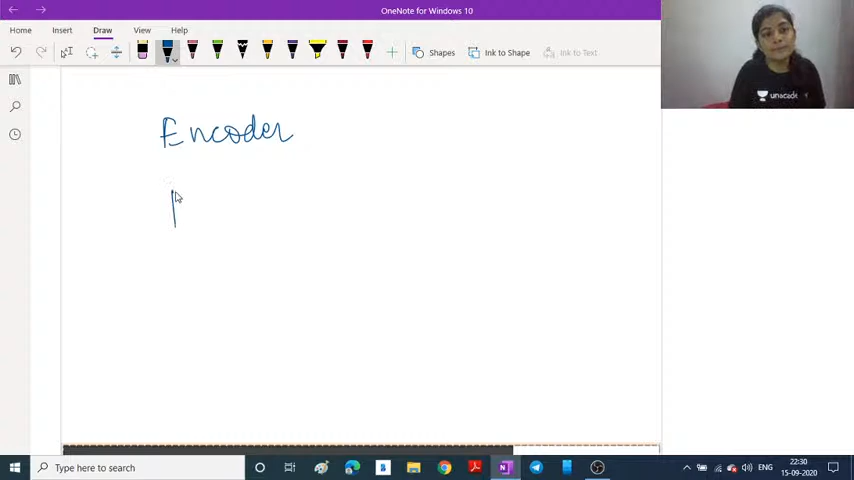 OneNote for Windows 10
Home Insert Draw View Help
Shapes Ink to Shape Ink to Text
unacade
Encoder
Type here to search
ENG
22:30
15-09-2020